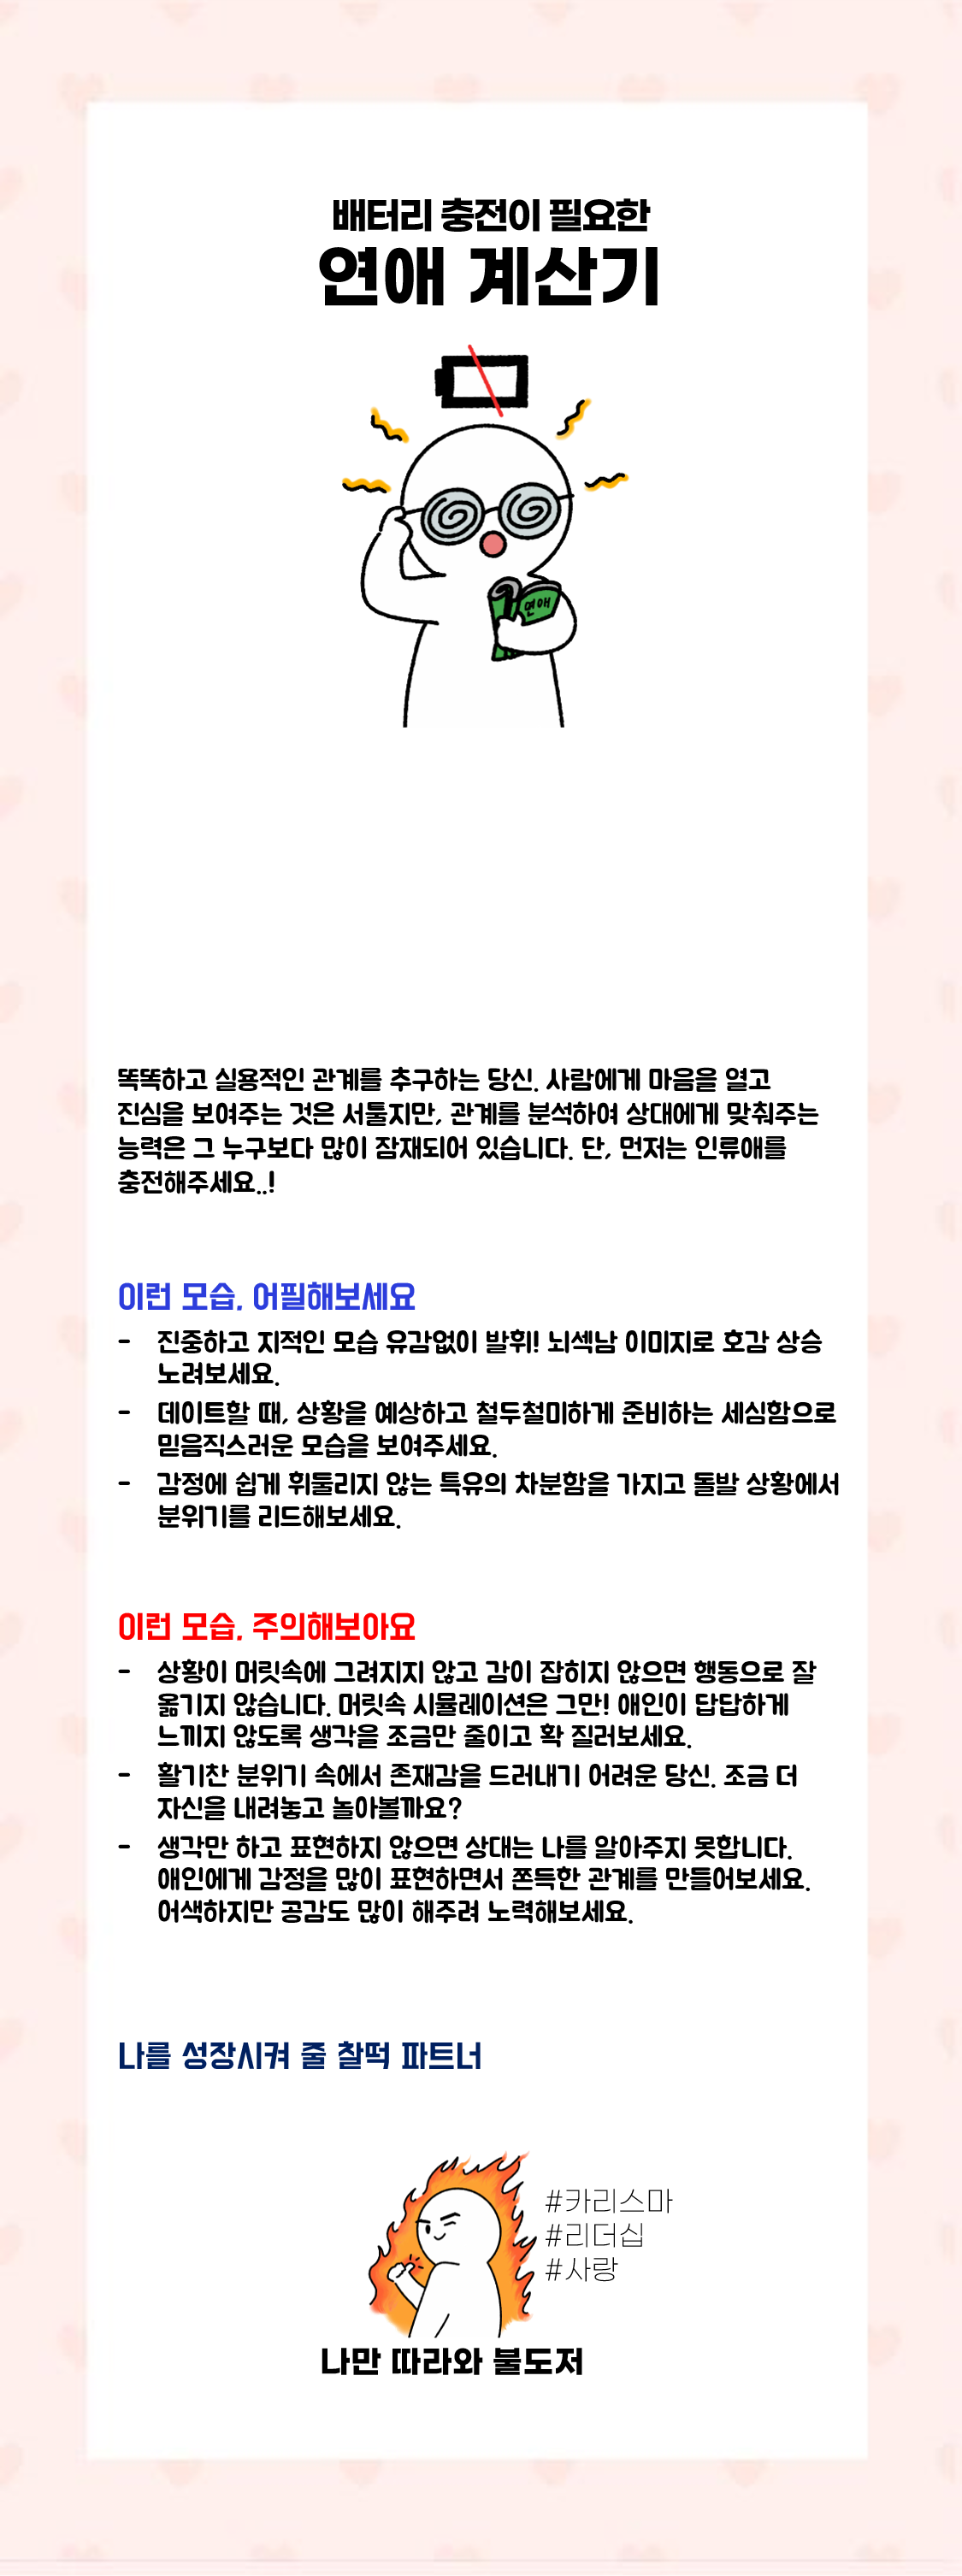 배터리 충전이 필요한
연애 계산기
연애
똑똑하고 실용적인 관계를 추구하는 당신. 사람에게 마음을 열고
진심을 보여주는 것은 서툴지만, 관계를 분석하여 상대에게 맞춰주는
능력은 그 누구보다 많이 잠재되어 있습니다. 단, 먼저는 인류애를
충전해주세요..!
이런 모습, 어필해보세요
- 진중하고 지적인 모습 유감없이 발휘! 뇌섹남 이미지로 호감 상승
노려보세요.
- 데이트할 때, 상황을 예상하고 철두철미하게 준비하는 세심함으로
믿음직스러운 모습을 보여주세요.
- 감정에 쉽게 휘둘리지 않는 특유의 차분함을 가지고 돌발 상황에서
분위기를 리드해보세요.
이런 모습, 주의해보아요
- 상황이 머릿속에 그려지지 않고 감이 잡히지 않으면 행동으로 잘
옮기지 않습니다. 머릿속 시뮬레이션은 그만! 애인이 답답하게
느끼지 않도록 생각을 조금만 줄이고 확 질러보세요.
- 활기찬 분위기 속에서 존재감을 드러내기 어려운 당신. 조금 더
자신을 내려놓고 놀아볼까요?
- 생각만 하고 표현하지 않으면 상대는 나를 알아주지 못합니다.
애인에게 감정을 많이 표현하면서 쫀득한 관계를 만들어보세요.
어색하지만 공감도 많이 해주려 노력해보세요.
나를 성장시켜 줄 찰떡 파트너
#카리스마
#리더십
#사랑
나만 따라와 불도저